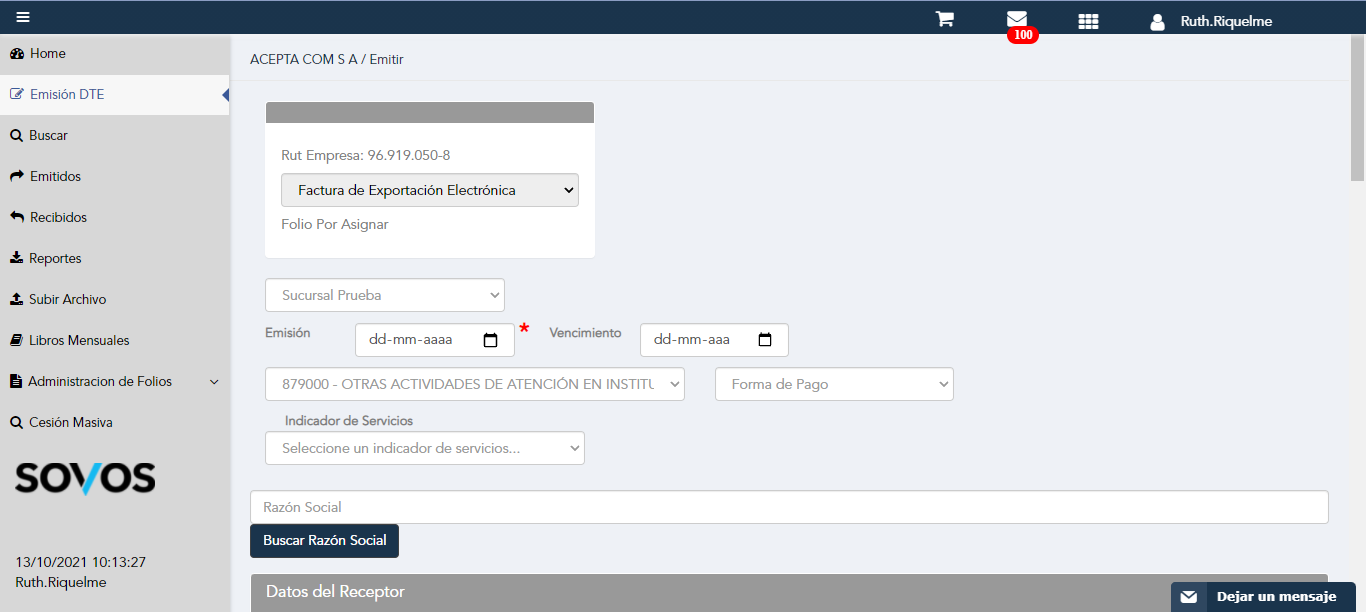 Ruth.Riquelme
100
Home
Emisión DTE
Buscar
Emitidos
Recibidos
Reportes
Subir Archivo
Libros Mensuales
Administracion de Folios
Cesión Masiva
SOVOS
13/10/2021 10:13:27
Ruth.Riquelme
ACEPTA COM S A / Emitir
Rut Empresa: 96.919.050-8
Factura de Exportación Electrónica
Folio Por Asignar
Sucursal Prueba
Emisión dd-mm-aaaa * Vencimiento dd-mm-aaa
879000 - OTRAS ACTIVIDADES DE ATENCIÓN EN INSTITU Forma de Pago
Indicador de Servicios
Seleccione un indicador de servicios...
Razón Social
Buscar Razón Social
Datos del Receptor
Dejar un mensaje